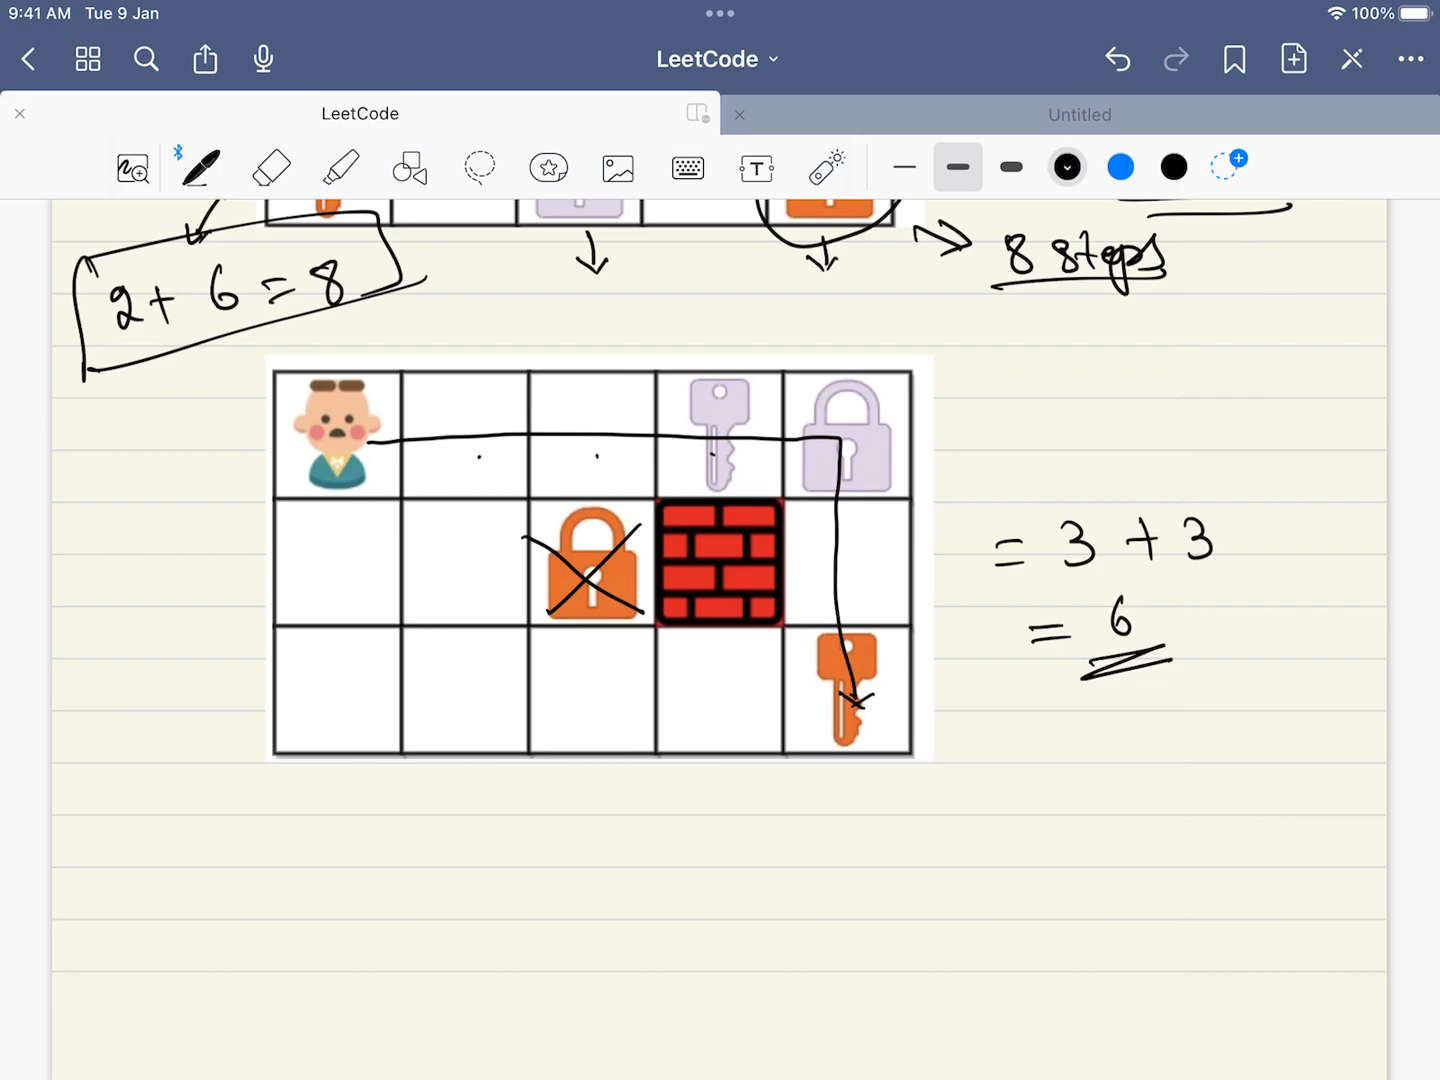 9:41 AM Tue 9 Jan
100%
LeetCode
LeetCode
Untitled
T
8 steps
2 + 6 = 8
= 3 + 3
= 6